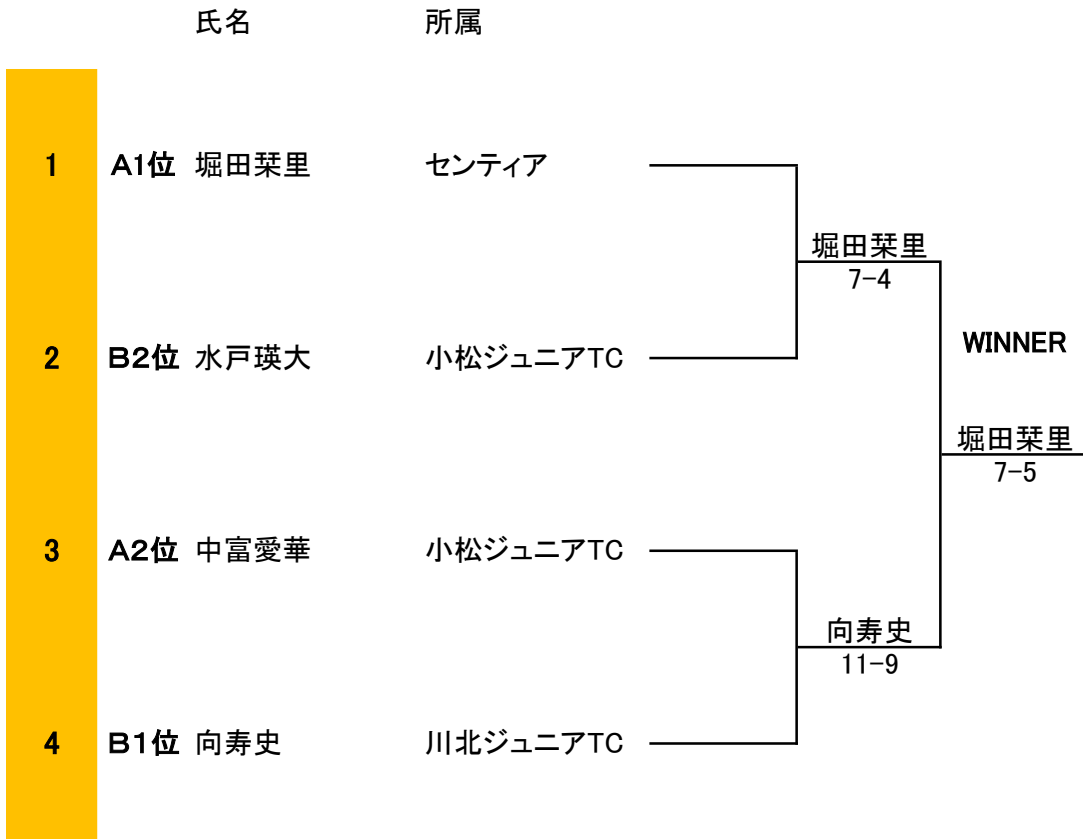 氏名 所属
1 A1位 堀田栞里 センティア
堀田栞里
7-4
2 B2位 水戸瑛大 小松ジュニアTC
WINNER
堀田栞里
7-5
3 A2位 中富愛華 小松ジュニアTC
向寿史
11-9
4 B1位 向寿史 川北ジュニアTC